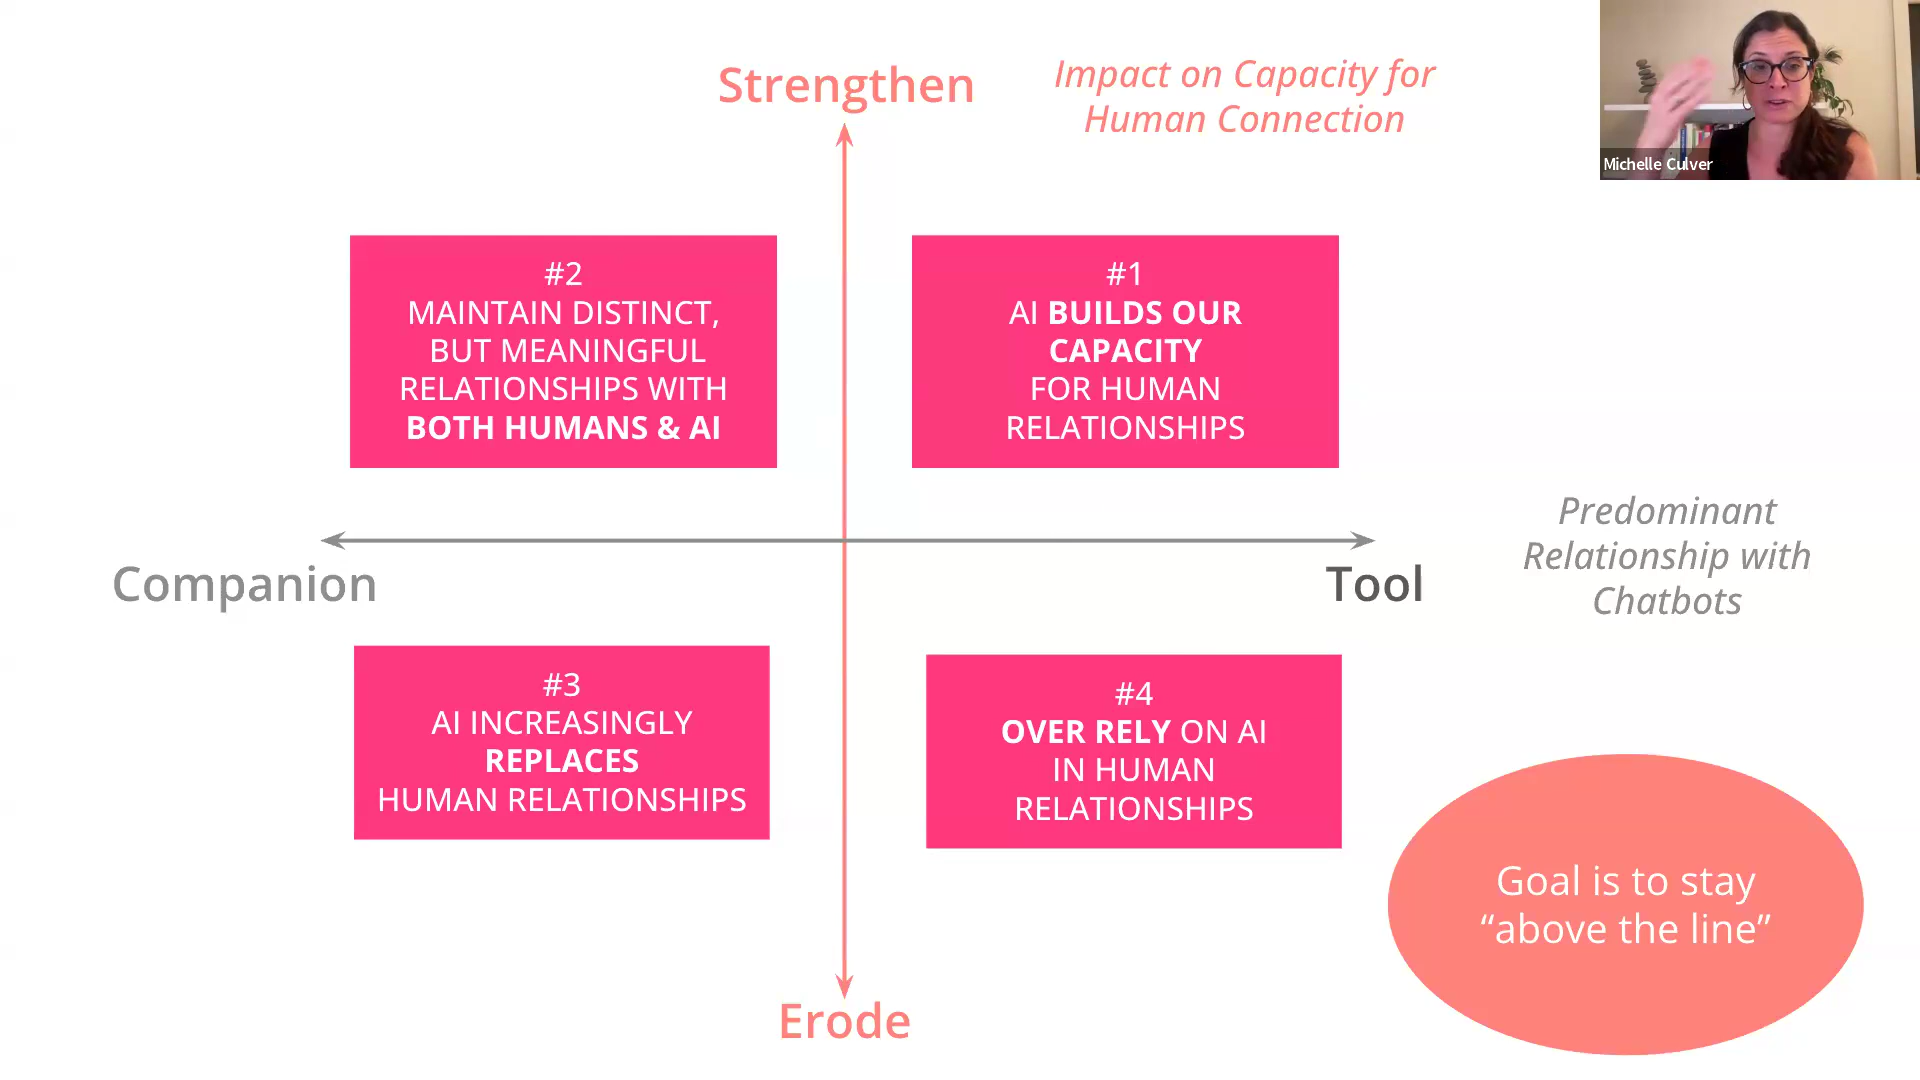 Strengthen
Impact on Capacity for
Human Connection
Michelle Culver
#2
MAINTAIN DISTINCT,
BUT MEANINGFUL
RELATIONSHIPS WITH
BOTH HUMANS & AI
#1
AI BUILDS OUR
CAPACITY
FOR HUMAN
RELATIONSHIPS
Companion
Tool
Predominant
Relationship with
Chatbots
#3
AI INCREASINGLY
REPLACES
HUMAN RELATIONSHIPS
#4
OVER RELY ON AI
IN HUMAN
RELATIONSHIPS
Goal is to stay
“above the line”
Erode